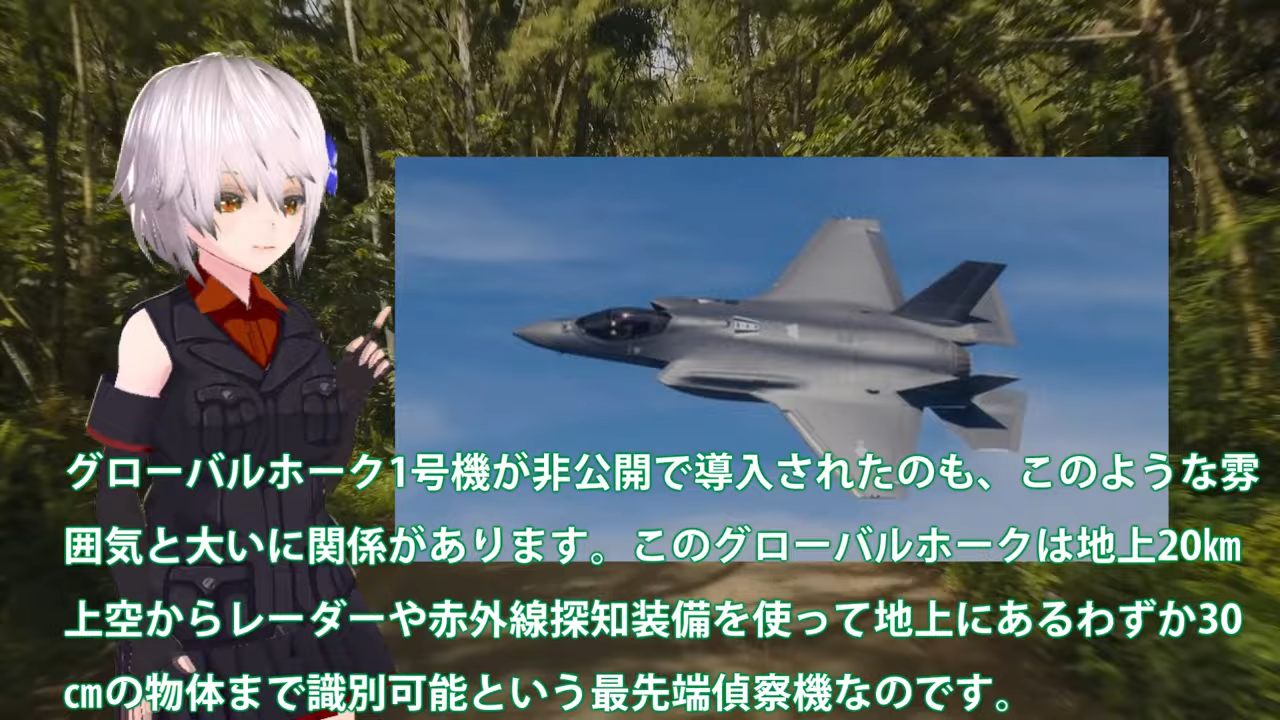 グローバルホーク1号機が非公開で導入されたのも、このような雰
囲気と大いに関係があります。このグローバルホークは地上20㎞
上空からレーダーや赤外線探知装備を使って地上にあるわずか30
㎝の物体まで識別可能という最先端偵察機なのです。